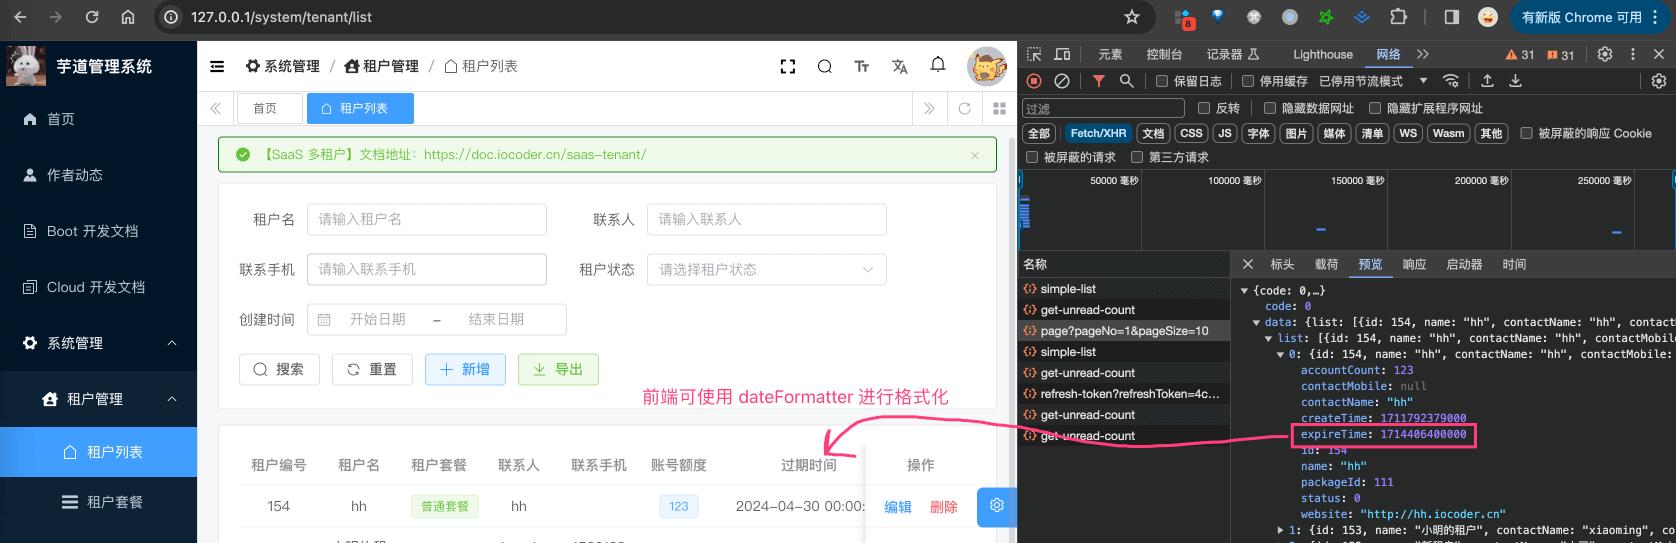 127.0.0.1/system/tenant/list
8
有新版 Chrome 可用
芋道管理系统
首页
作者动态
Boot 开发文档
Cloud 开发文档
系统管理
租户管理
租户列表
租户套餐
系统管理 / 租户管理 / 租户列表
首页
租户列表
【SaaS 多租户】文档地址：https://doc.iocoder.cn/saas-tenant/
租户名 请输入租户名 联系人 请输入联系人
联系手机 请输入联系手机 租户状态 请选择租户状态
创建时间 开始日期 - 结束日期
搜索 重置 新增 导出
前端可使用 dateFormatter 进行格式化
租户编号 租户名 租户套餐 联系人 联系手机 账号额度 过期时间 操作
154 hh 普通套餐 hh 123 2024-04-30 00:00: 编辑 删除
元素 控制台 记录器 Lighthouse 网络 31 31
保留日志 停用缓存 已停用节流模式
过滤 反转 隐藏数据网址 隐藏扩展程序网址
全部 Fetch/XHR 文档 CSS JS 字体 图片 媒体 清单 WS Wasm 其他 被屏蔽的响应 Cookie
被屏蔽的请求 第三方请求
50000 毫秒 100000 毫秒 150000 毫秒 200000 毫秒 250000 毫秒
名称
simple-list
get-unread-count
page?pageNo=1&pageSize=10
simple-list
get-unread-count
refresh-token?refreshToken=4c...
get-unread-count
get-unread-count
标头 载荷 预览 响应 启动器 时间
{code: 0,…}
code: 0
data: {list: [{id: 154, name: "hh", contactName: "hh", contact
list: [{id: 154, name: "hh", contactName: "hh", contactMobile
0: {id: 154, name: "hh", contactName: "hh", contactMobile:
accountCount: 123
contactMobile: null
contactName: "hh"
createTime: 1711792379000
expireTime: 1714406400000
id: 154
name: "hh"
packageId: 111
status: 0
website: "http://hh.iocoder.cn"
1: {id: 153, name: "小明的租户", contactName: "xiaoming", con